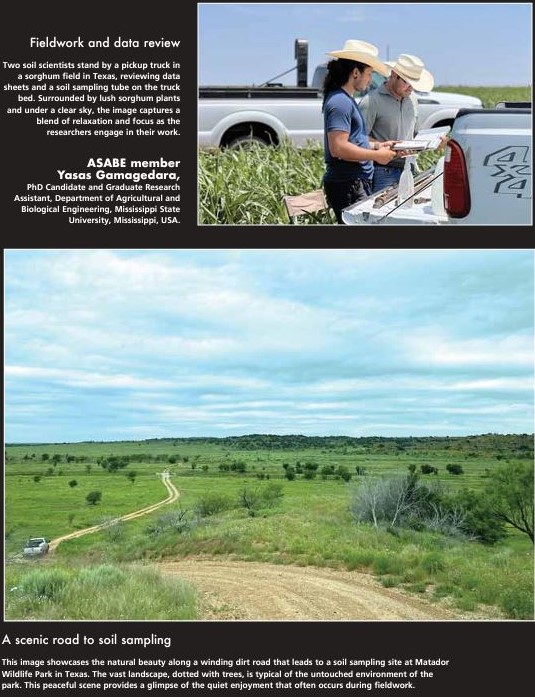 Fieldwork and data review
Two soil scientists stand by a pickup truck in
a sorghum field in Texas, reviewing data
sheets and a soil sampling tube on the truck
bed. Surrounded by lush sorghum plants
and under a clear sky, the image captures a
blend of relaxation and focus as the
researchers engage in their work.
ASABE member
Yasas Gamagedara,
PhD Candidate and Graduate Research
Assistant, Department of Agricultural and
Biological Engineering, Mississippi State
University, Mississippi, USA.
4x4
A scenic road to soil sampling
This image showcases the natural beauty along a winding dirt road that leads to a soil sampling site at Matador
Wildlife Park in Texas. The vast landscape, dotted with trees, is typical of the untouched environment of the
park. This peaceful scene provides a glimpse of the quiet enjoyment that often occurs during fieldwork.